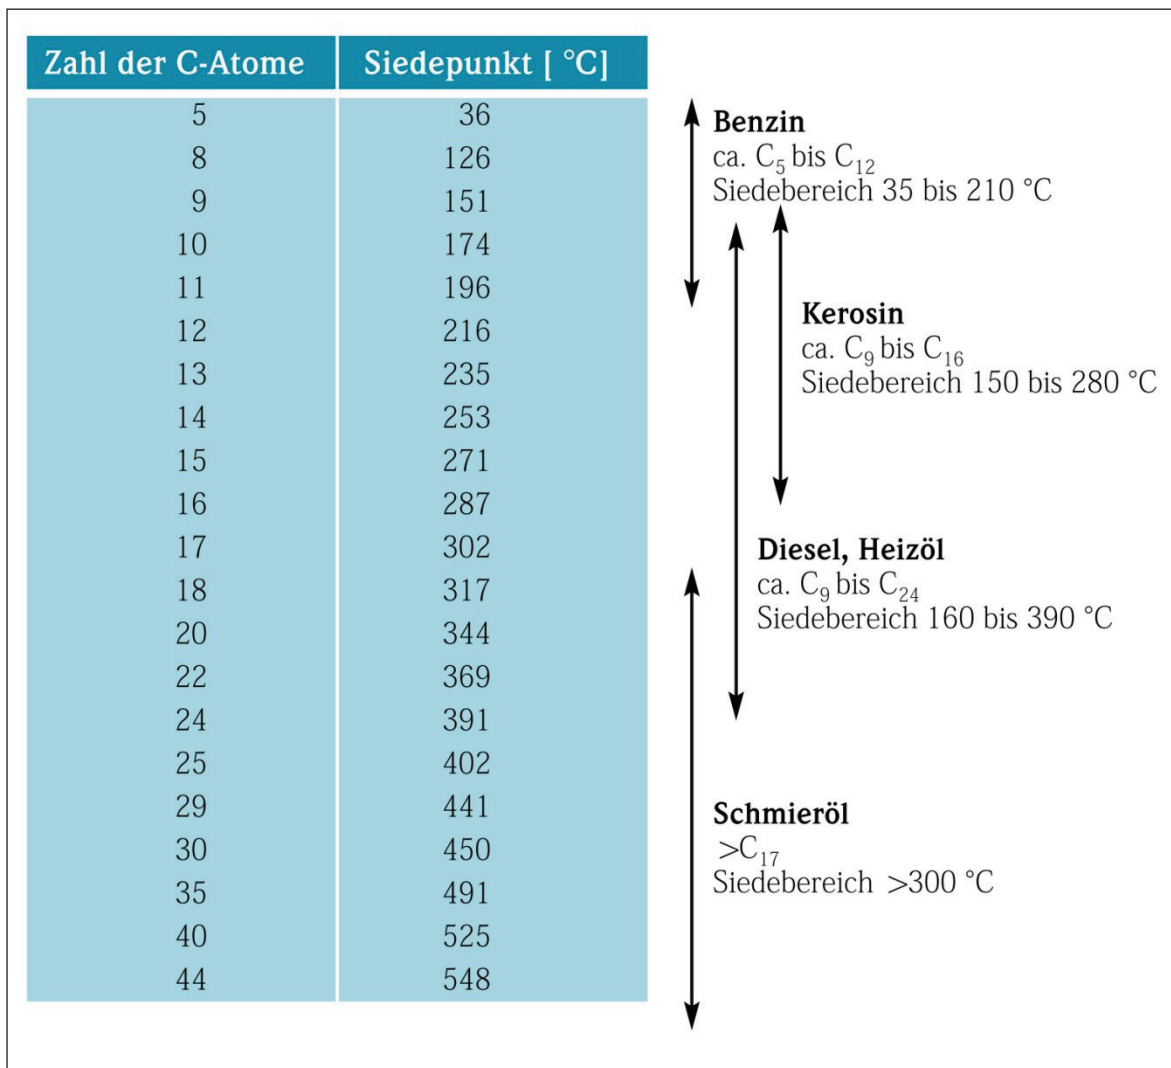 Zahl der C-Atome Siedepunkt [ °C]
5 36
8 126
9 151
10 174
11 196
12 216
13 235
14 253
15 271
16 287
17 302
18 317
20 344
22 369
24 391
25 402
29 441
30 450
35 491
40 525
44 548
Benzin
ca. C₅ bis C₁₂
Siedebereich 35 bis 210 °C
Kerosin
ca. C₉ bis C₁₆
Siedebereich 150 bis 280 °C
Diesel, Heizöl
ca. C₉ bis C₂₄
Siedebereich 160 bis 390 °C
Schmieröl
>C₁₇
Siedebereich >300 °C